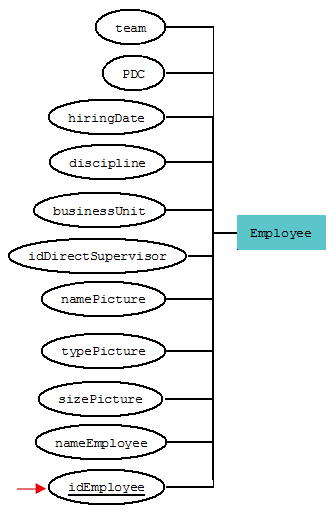 team
PDC
hiringDate
discipline
businessUnit
Employee
idDirectSupervisor
namePicture
typePicture
sizePicture
nameEmployee
idEmployee